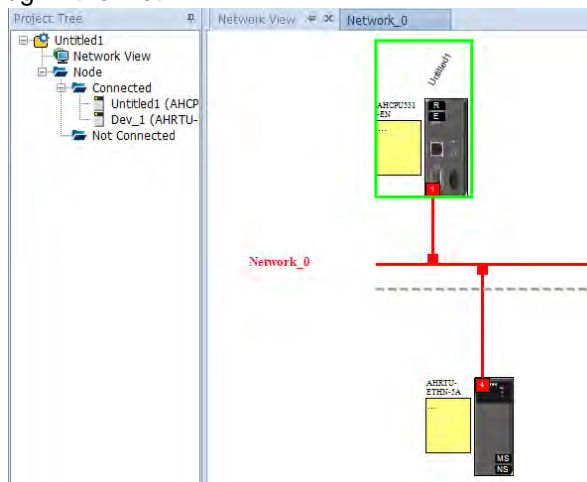 Project Tree
Network View
Network_0
Untitled1
Network View
Node
Connected
Untitled1 (AHCP
Dev_1 (AHRTU-
Not Connected
Untitled1
AHCPU531
-EN
R
E
...
1
Network_0
AHRTU-
ETHN-5A
...
4
MS
NS